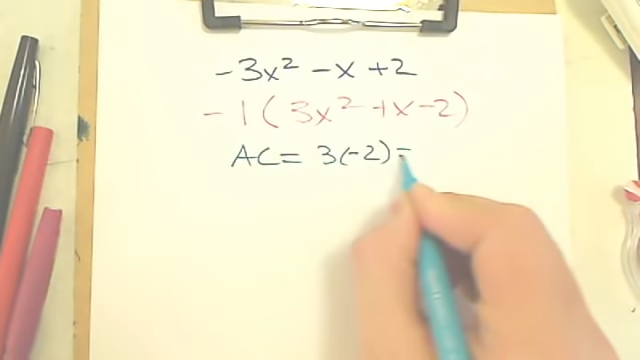 -3x² -x +2
-1(3x² +x -2)
AC = 3(-2) =